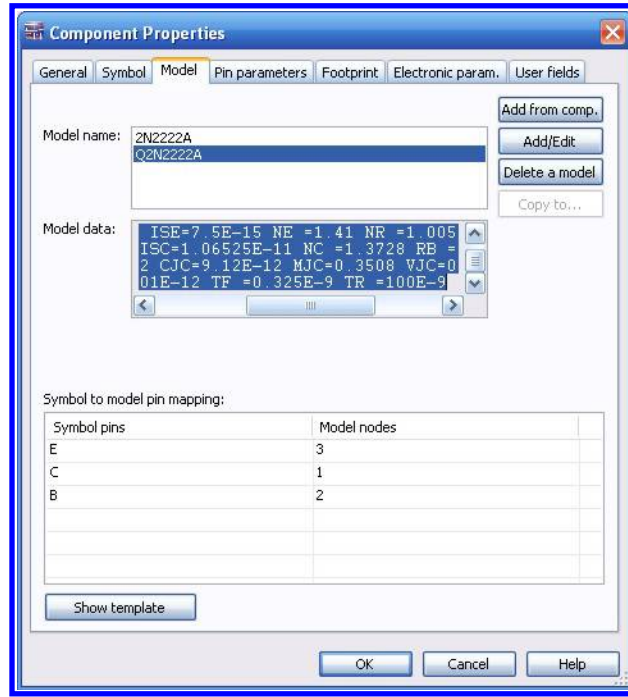 Component Properties
General Symbol Model Pin parameters Footprint Electronic param. User fields
Add from comp.
Model name:
2N2222A
Q2N2222A
Add/Edit
Delete a model
Copy to...
Model data:
ISE=7.5E-15 NE =1.41 NR =1.005
ISC=1.06525E-11 NC =1.3728 RB =
2 CJC=9.12E-12 MJC=0.3508 VJC=0
01E-12 TF =0.325E-9 TR =100E-9
Symbol to model pin mapping:
Symbol pins Model nodes
E 3
C 1
B 2
Show template
OK Cancel Help